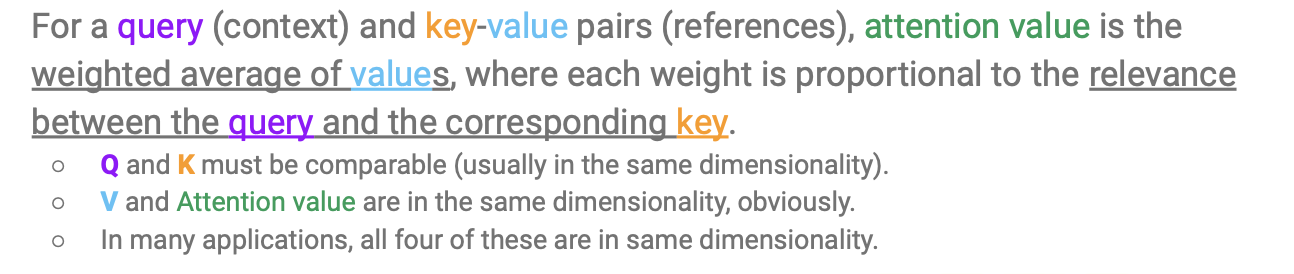 For a query (context) and key-value pairs (references), attention value is the
weighted average of values, where each weight is proportional to the relevance
between the query and the corresponding key.
○ Q and K must be comparable (usually in the same dimensionality).
○ V and Attention value are in the same dimensionality, obviously.
○ In many applications, all four of these are in same dimensionality.